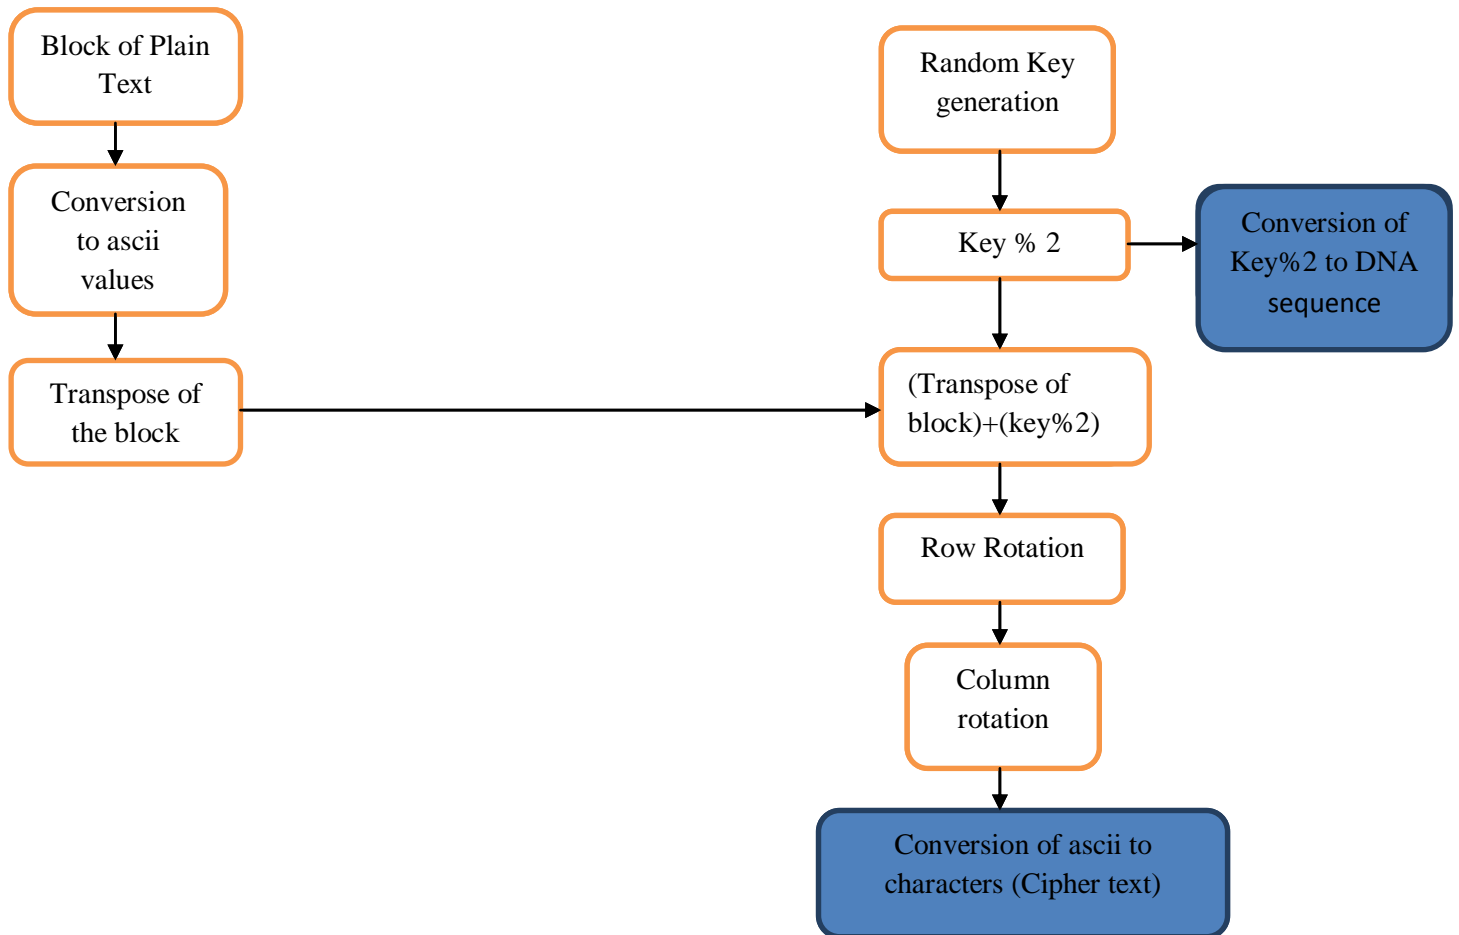 Block of Plain
Text
Conversion
to ascii
values
Transpose of
the block
Random Key
generation
Key % 2
Conversion of
Key%2 to DNA
sequence
(Transpose of
block)+(key%2)
Row Rotation
Column
rotation
Conversion of ascii to
characters (Cipher text)